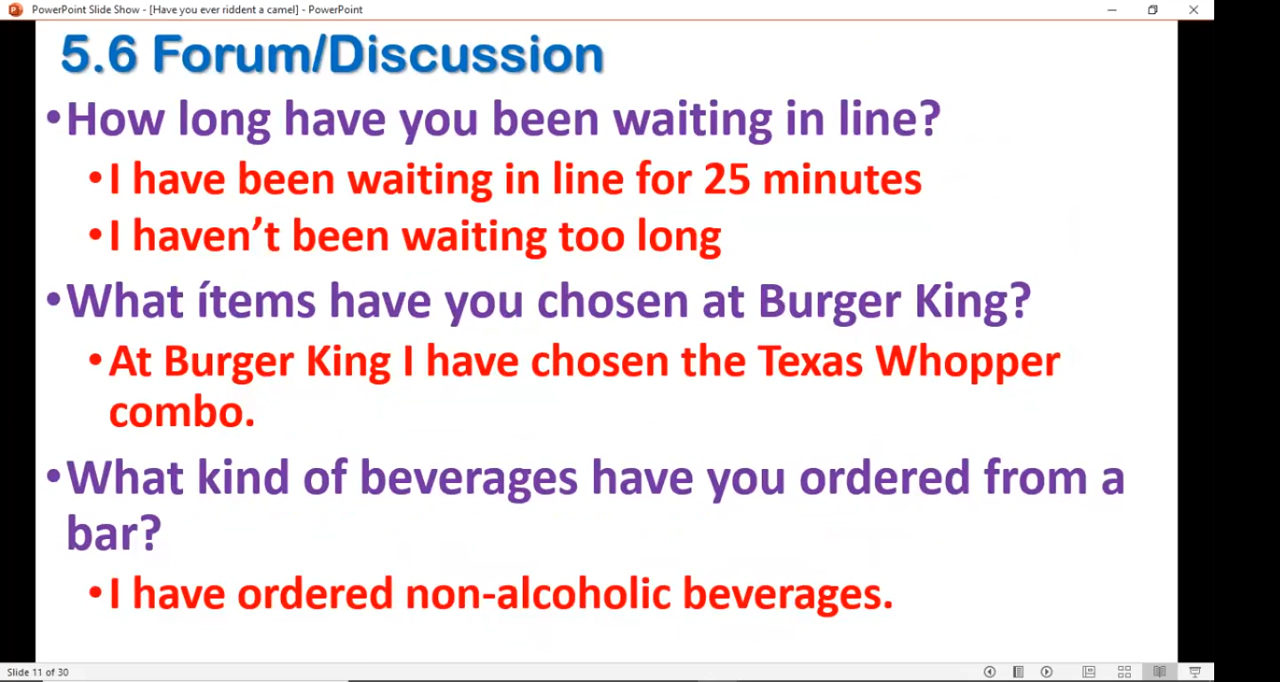 PowerPoint Slide Show - [Have you ever riddent a camel] - PowerPoint
5.6 Forum/Discussion
•How long have you been waiting in line?
•I have been waiting in line for 25 minutes
•I haven't been waiting too long
•What ítems have you chosen at Burger King?
•At Burger King I have chosen the Texas Whopper
combo.
•What kind of beverages have you ordered from a
bar?
•I have ordered non-alcoholic beverages.
Slide 11 of 30